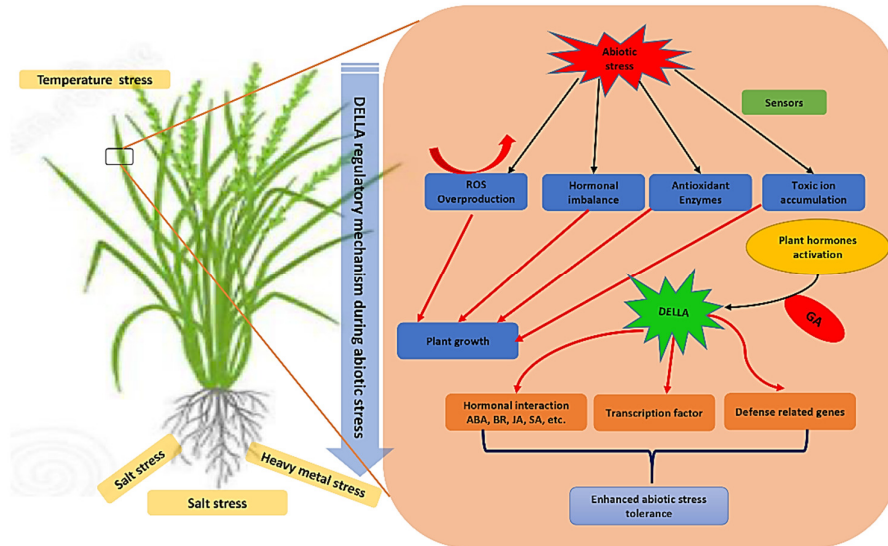 Temperature stress
DELLA regulatory mechanism during abiotic stress
Abiotic
stress
Sensors
ROS
Overproduction
Hormonal
imbalance
Antioxidant
Enzymes
Toxic ion
accumulation
Plant hormones
activation
DELLA
GA
Plant growth
Hormonal interaction
ABA, BR, JA, SA, etc.
Transcription factor
Defense related genes
Salt stress
Heavy metal stress
Salt stress
Enhanced abiotic stress
tolerance